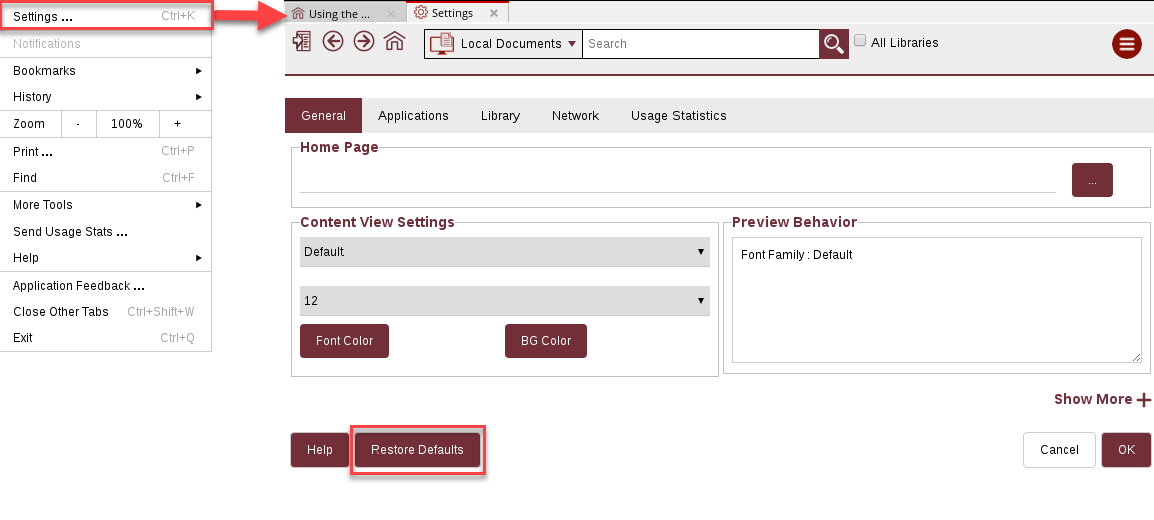 Settings ... Ctrl+K
Notifications
Bookmarks
History
Zoom - 100% +
Print ... Ctrl+P
Find Ctrl+F
More Tools
Send Usage Stats ...
Help
Application Feedback ...
Close Other Tabs Ctrl+Shift+W
Exit Ctrl+Q
Using the ... × Settings ×
Local Documents Search All Libraries
General Applications Library Network Usage Statistics
Home Page
...
Content View Settings
Default
12
Font Color BG Color
Preview Behavior
Font Family : Default
Show More +
Help Restore Defaults Cancel OK